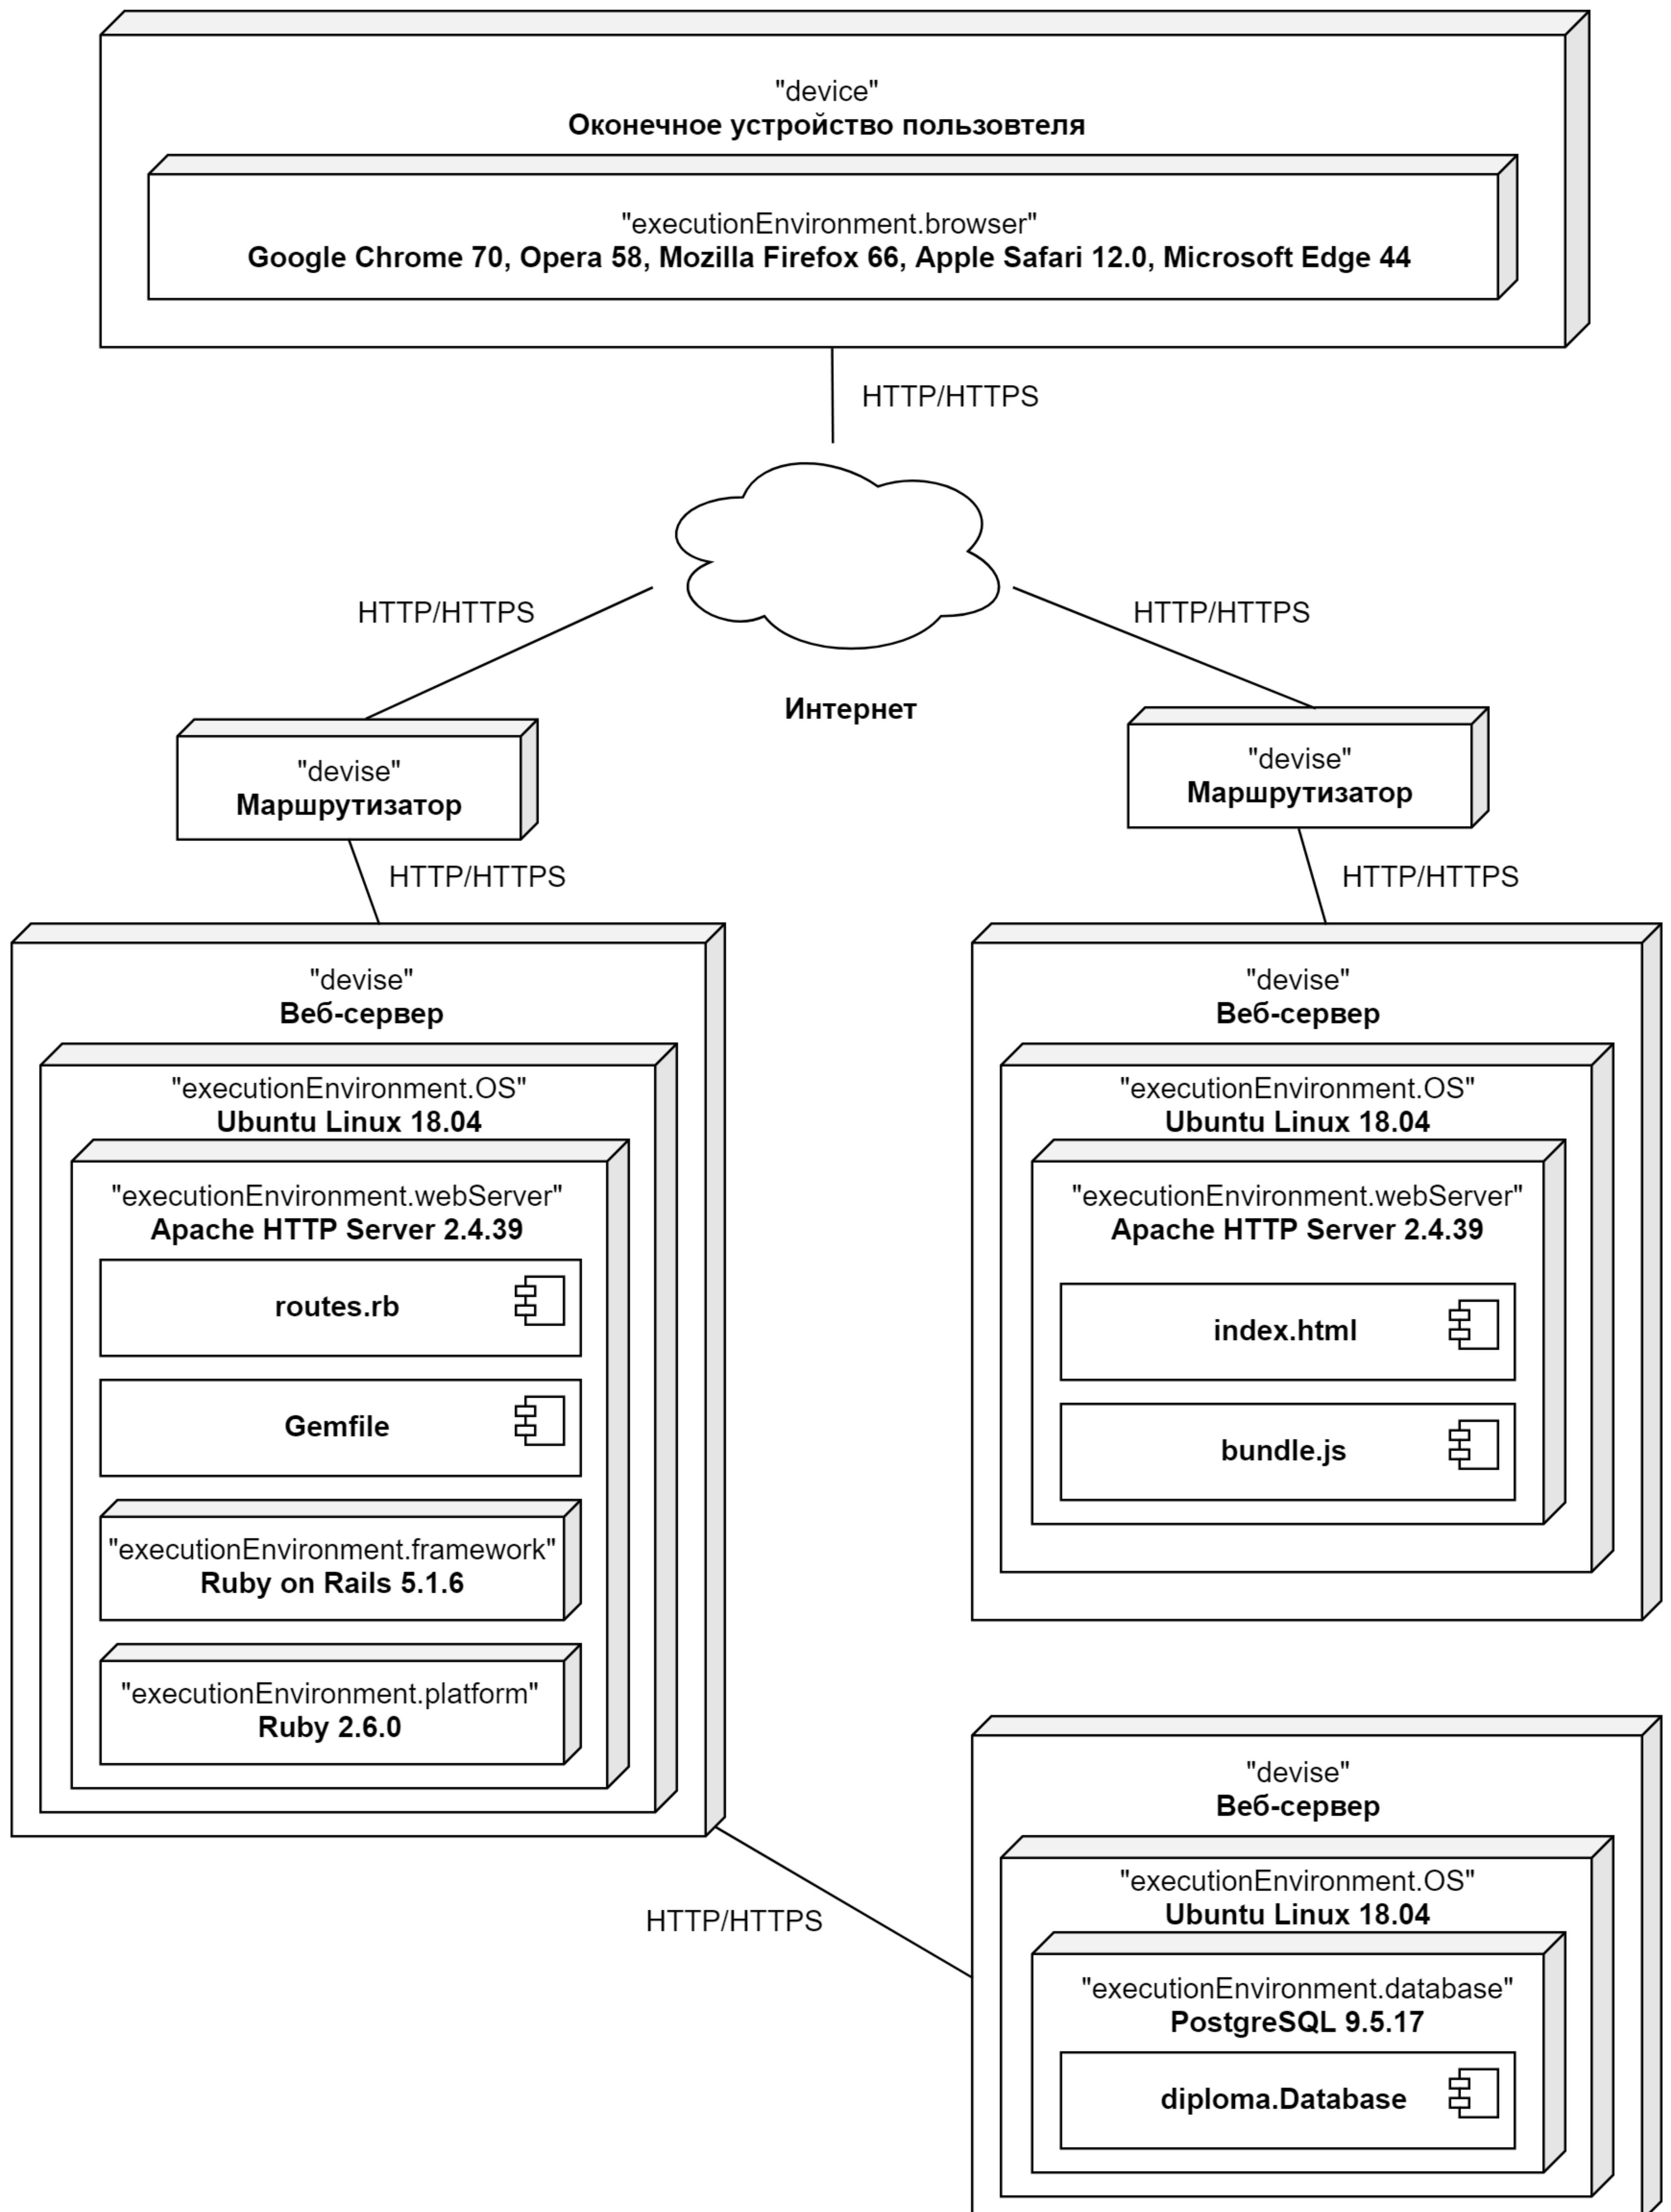 "device"
Оконечное устройство пользовтеля
"executionEnvironment.browser"
Google Chrome 70, Opera 58, Mozilla Firefox 66, Apple Safari 12.0, Microsoft Edge 44
HTTP/HTTPS
HTTP/HTTPS
HTTP/HTTPS
Интернет
"devise"
Маршрутизатор
"devise"
Маршрутизатор
HTTP/HTTPS
HTTP/HTTPS
"devise"
Веб-сервер
"executionEnvironment.OS"
Ubuntu Linux 18.04
"executionEnvironment.webServer"
Apache HTTP Server 2.4.39
routes.rb
Gemfile
"executionEnvironment.framework"
Ruby on Rails 5.1.6
"executionEnvironment.platform"
Ruby 2.6.0
"devise"
Веб-сервер
"executionEnvironment.OS"
Ubuntu Linux 18.04
"executionEnvironment.webServer"
Apache HTTP Server 2.4.39
index.html
bundle.js
HTTP/HTTPS
"devise"
Веб-сервер
"executionEnvironment.OS"
Ubuntu Linux 18.04
"executionEnvironment.database"
PostgreSQL 9.5.17
diploma.Database